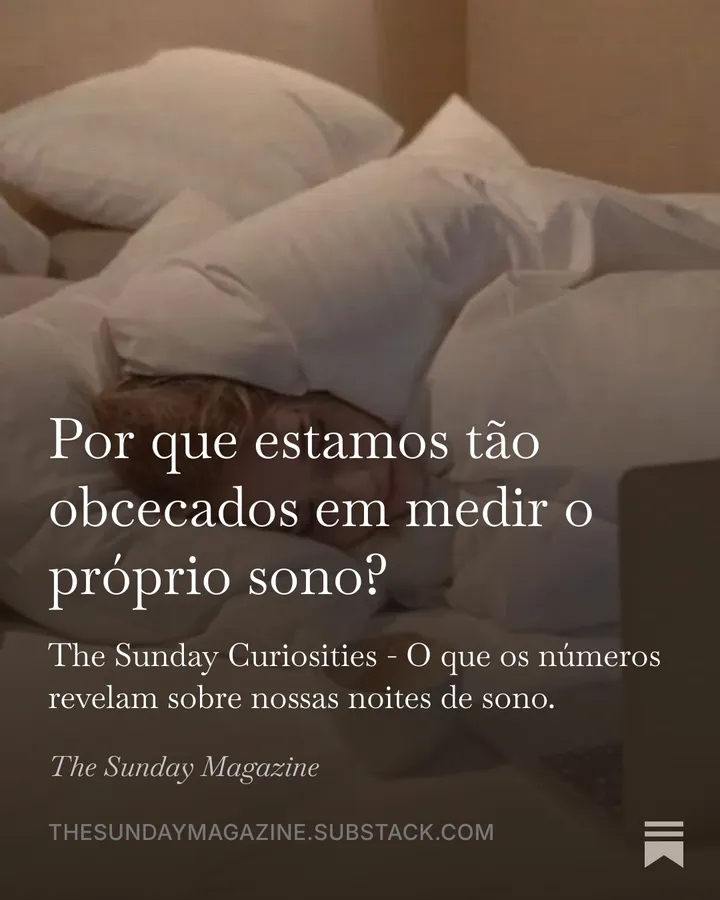 Por que estamos tão
obcecados em medir o
próprio sono?
The Sunday Curiosities - O que os números
revelam sobre nossas noites de sono.
The Sunday Magazine
THESUNDAYMAGAZINE.SUBSTACK.COM